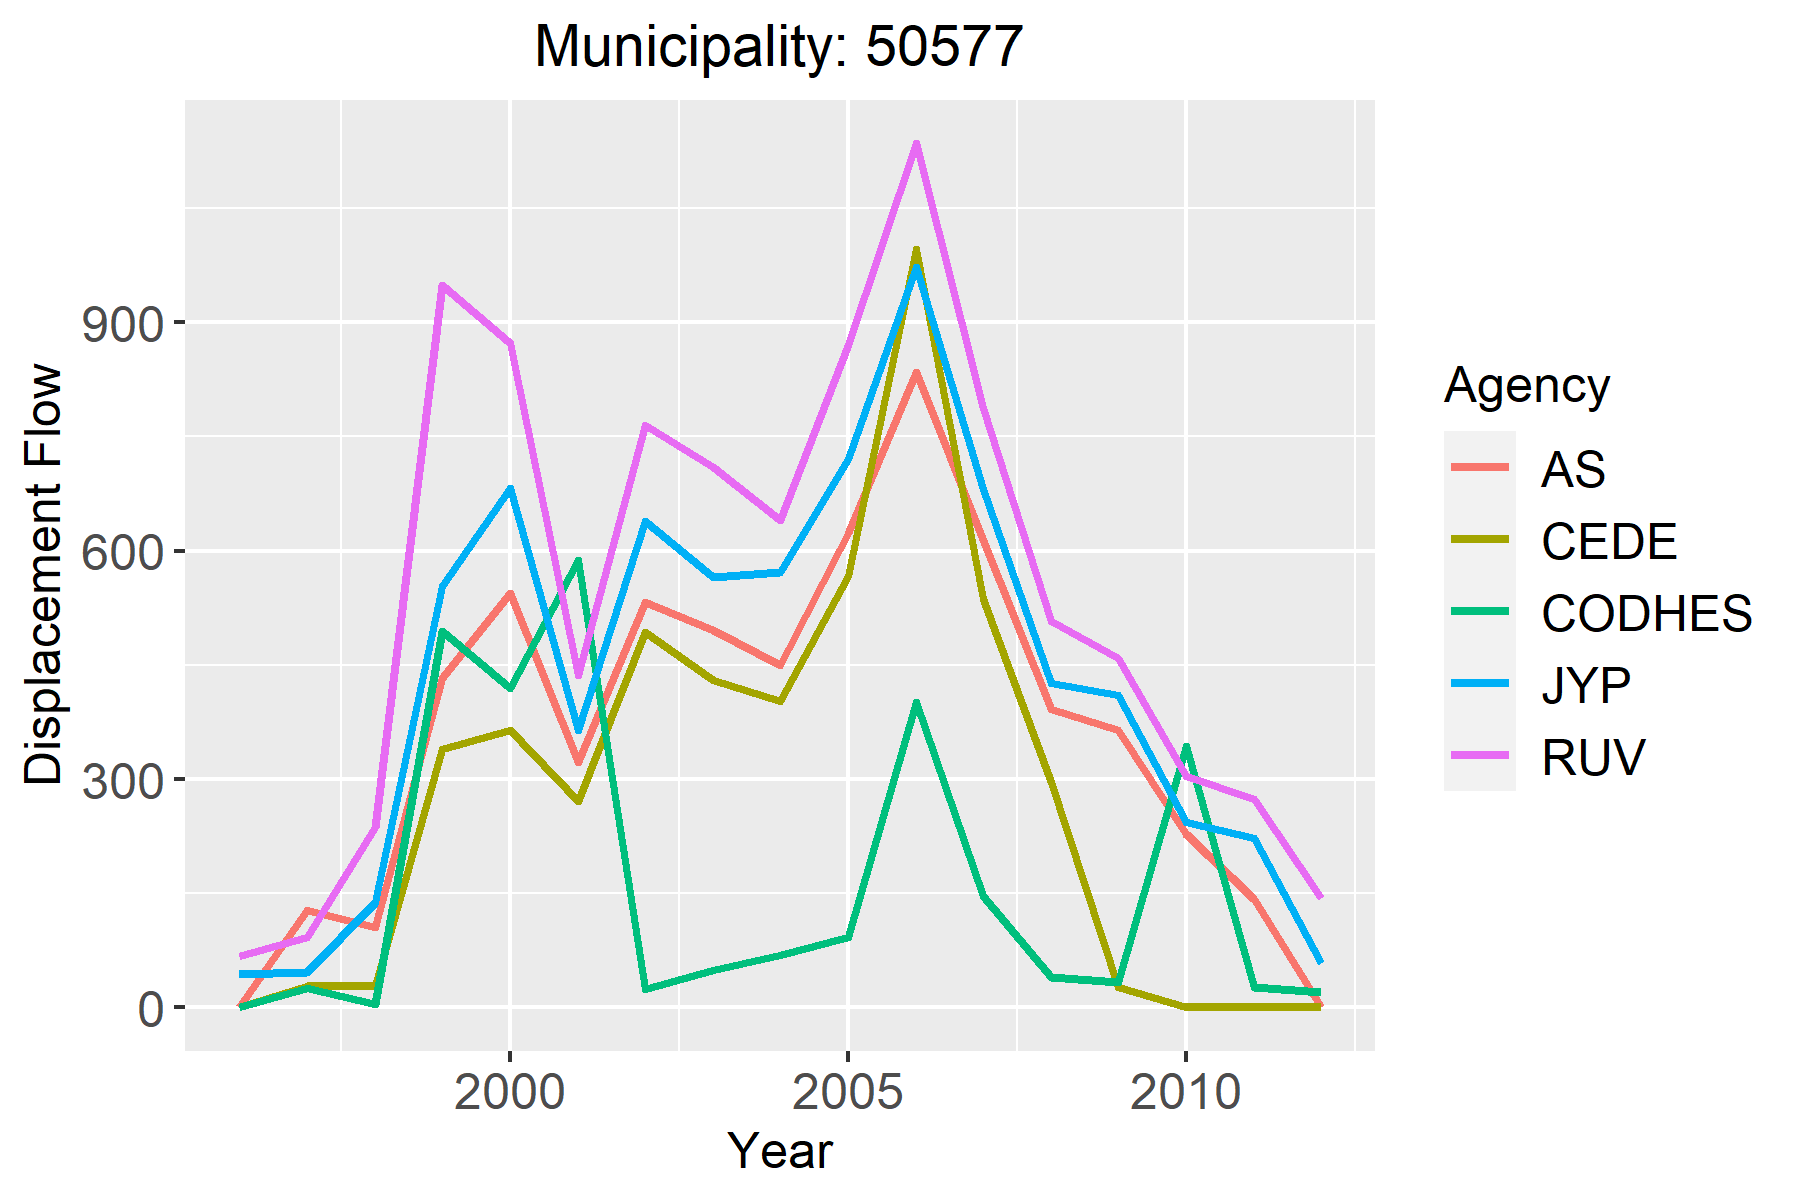 Municipality: 50577
Displacement Flow
900
600
300
0
2000 2005 2010
Year
Agency
AS
CEDE
CODHES
JYP
RUV